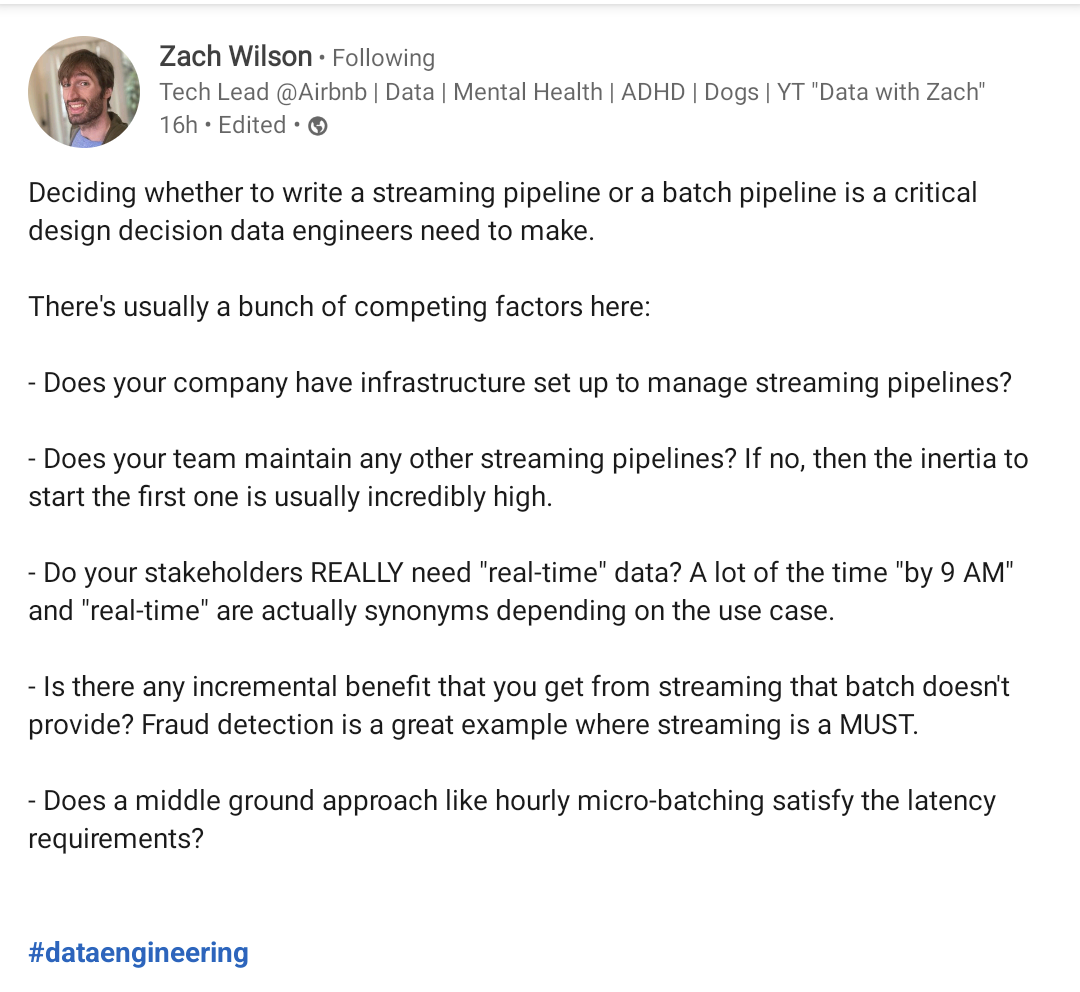 Zach Wilson • Following
Tech Lead @Airbnb | Data | Mental Health | ADHD | Dogs | YT "Data with Zach"
16h • Edited •
Deciding whether to write a streaming pipeline or a batch pipeline is a critical
design decision data engineers need to make.
There's usually a bunch of competing factors here:
- Does your company have infrastructure set up to manage streaming pipelines?
- Does your team maintain any other streaming pipelines? If no, then the inertia to
start the first one is usually incredibly high.
- Do your stakeholders REALLY need "real-time" data? A lot of the time "by 9 AM"
and "real-time" are actually synonyms depending on the use case.
- Is there any incremental benefit that you get from streaming that batch doesn't
provide? Fraud detection is a great example where streaming is a MUST.
- Does a middle ground approach like hourly micro-batching satisfy the latency
requirements?
#dataengineering